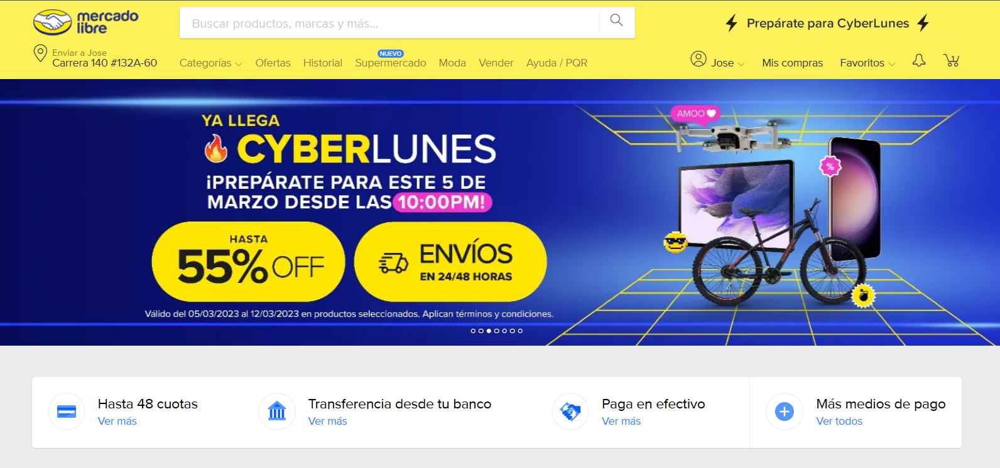 mercado
libre
Buscar productos, marcas y más...
Prepárate para CyberLunes
Enviar a Jose
Carrera 140 #132A-60
Categorías
Ofertas
Historial
NUEVO
Supermercado
Moda
Vender
Ayuda / PQR
Jose
Mis compras
Favoritos
1
YA LLEGA
CYBERLUNES
¡PREPÁRATE PARA ESTE 5 DE
MARZO DESDE LAS 10:00PM!
HASTA
55% OFF
ENVÍOS
EN 24/48 HORAS
Válido del 05/03/2023 al 12/03/2023 en productos seleccionados. Aplican términos y condiciones.
AMOO
%
Hasta 48 cuotas
Ver más
Transferencia desde tu banco
Ver más
Paga en efectivo
Ver más
Más medios de pago
Ver todos